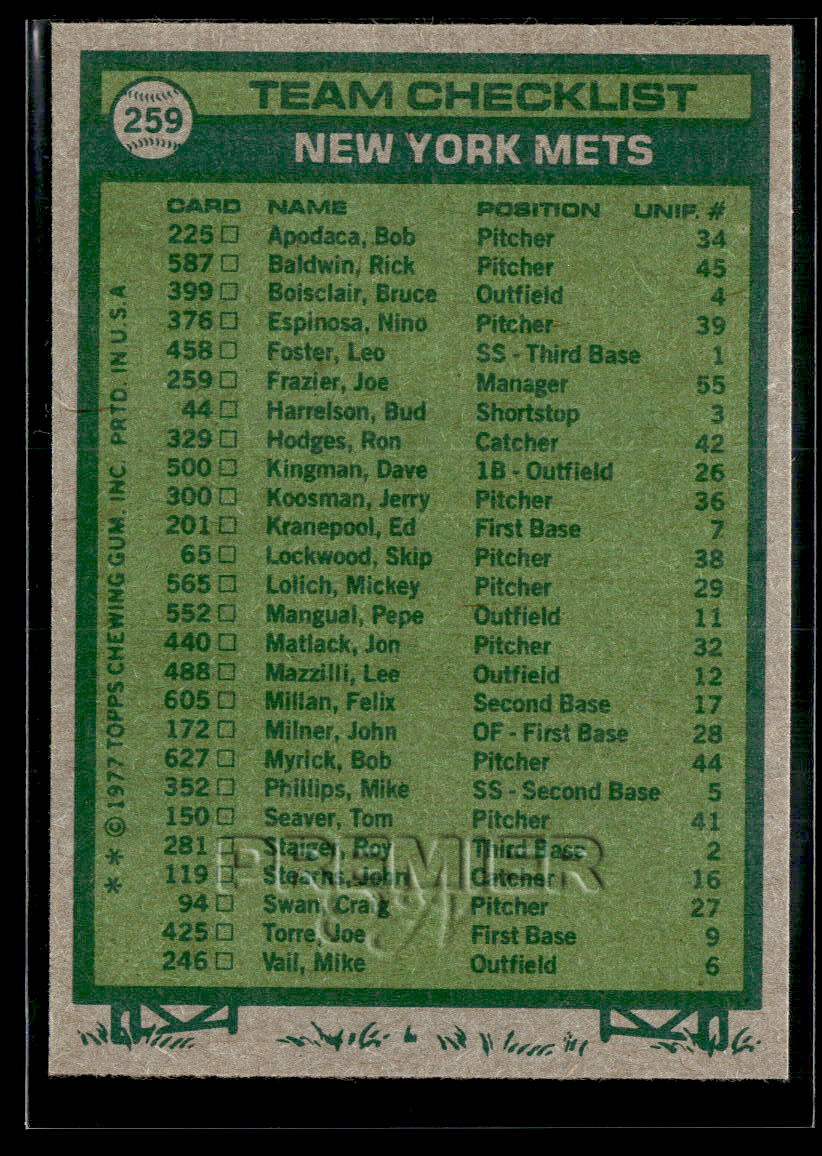 259
TEAM CHECKLIST
NEW YORK METS
CARD NAME POSITION UNIF. #
225 Apodaca, Bob Pitcher 34
587 Baldwin, Rick Pitcher 45
399 Boisclair, Bruce Outfield 4
376 Espinosa, Nino Pitcher 39
458 Foster, Leo SS - Third Base 1
259 Frazier, Joe Manager 55
44 Harrelson, Bud Shortstop 3
329 Hodges, Ron Catcher 42
500 Kingman, Dave 1B - Outfield 26
300 Koosman, Jerry Pitcher 36
201 Kranepool, Ed First Base 7
65 Lockwood, Skip Pitcher 38
565 Lolich, Mickey Pitcher 29
552 Mangual, Pepe Outfield 11
440 Matlack, Jon Pitcher 32
488 Mazzilli, Lee Outfield 12
605 Millan, Felix Second Base 17
172 Milner, John OF - First Base 28
627 Myrick, Bob Pitcher 44
352 Phillips, Mike SS - Second Base 5
150 Seaver, Tom Pitcher 41
281 Staiger, Roy Third Base 2
119 Stearns, John Catcher 16
94 Swan, Craig Pitcher 27
425 Torre, Joe First Base 9
246 Vail, Mike Outfield 6
* * © 1977 TOPPS CHEWING GUM, INC. PRTD. IN U.S.A
PREMIER